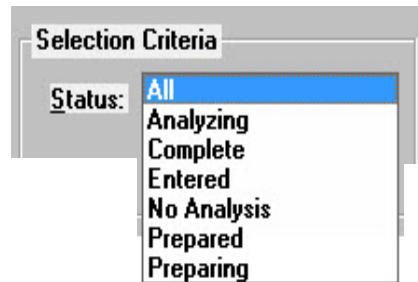 Selection Criteria
Status: All
Analyzing
Complete
Entered
No Analysis
Prepared
Preparing